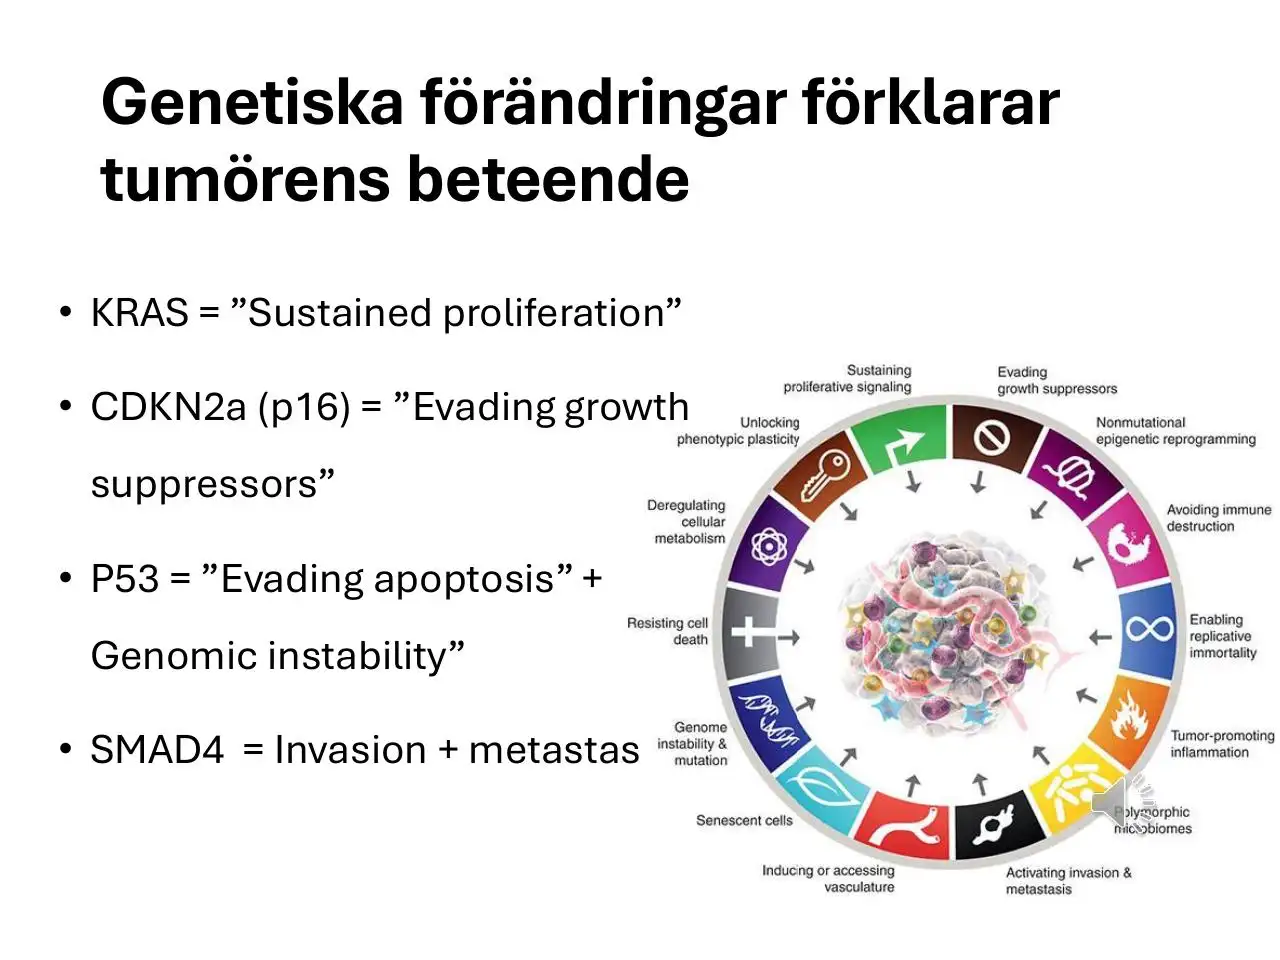 Genetiska förändringar förklarar
tumörens beteende
• KRAS = ”Sustained proliferation”
• CDKN2a (p16) = ”Evading growth
suppressors”
• P53 = ”Evading apoptosis” +
Genomic instability”
• SMAD4 = Invasion + metastas
Sustaining
proliferative signaling
Evading
growth suppressors
Nonmutational
epigenetic reprogramming
Avoiding immune
destruction
Enabling
replicative
immortality
Tumor-promoting
inflammation
Polymorphic
microbiomes
Activating invasion &
metastasis
Inducing or accessing
vasculature
Senescent cells
Genome
instability &
mutation
Resisting cell
death
Deregulating
cellular
metabolism
Unlocking
phenotypic plasticity